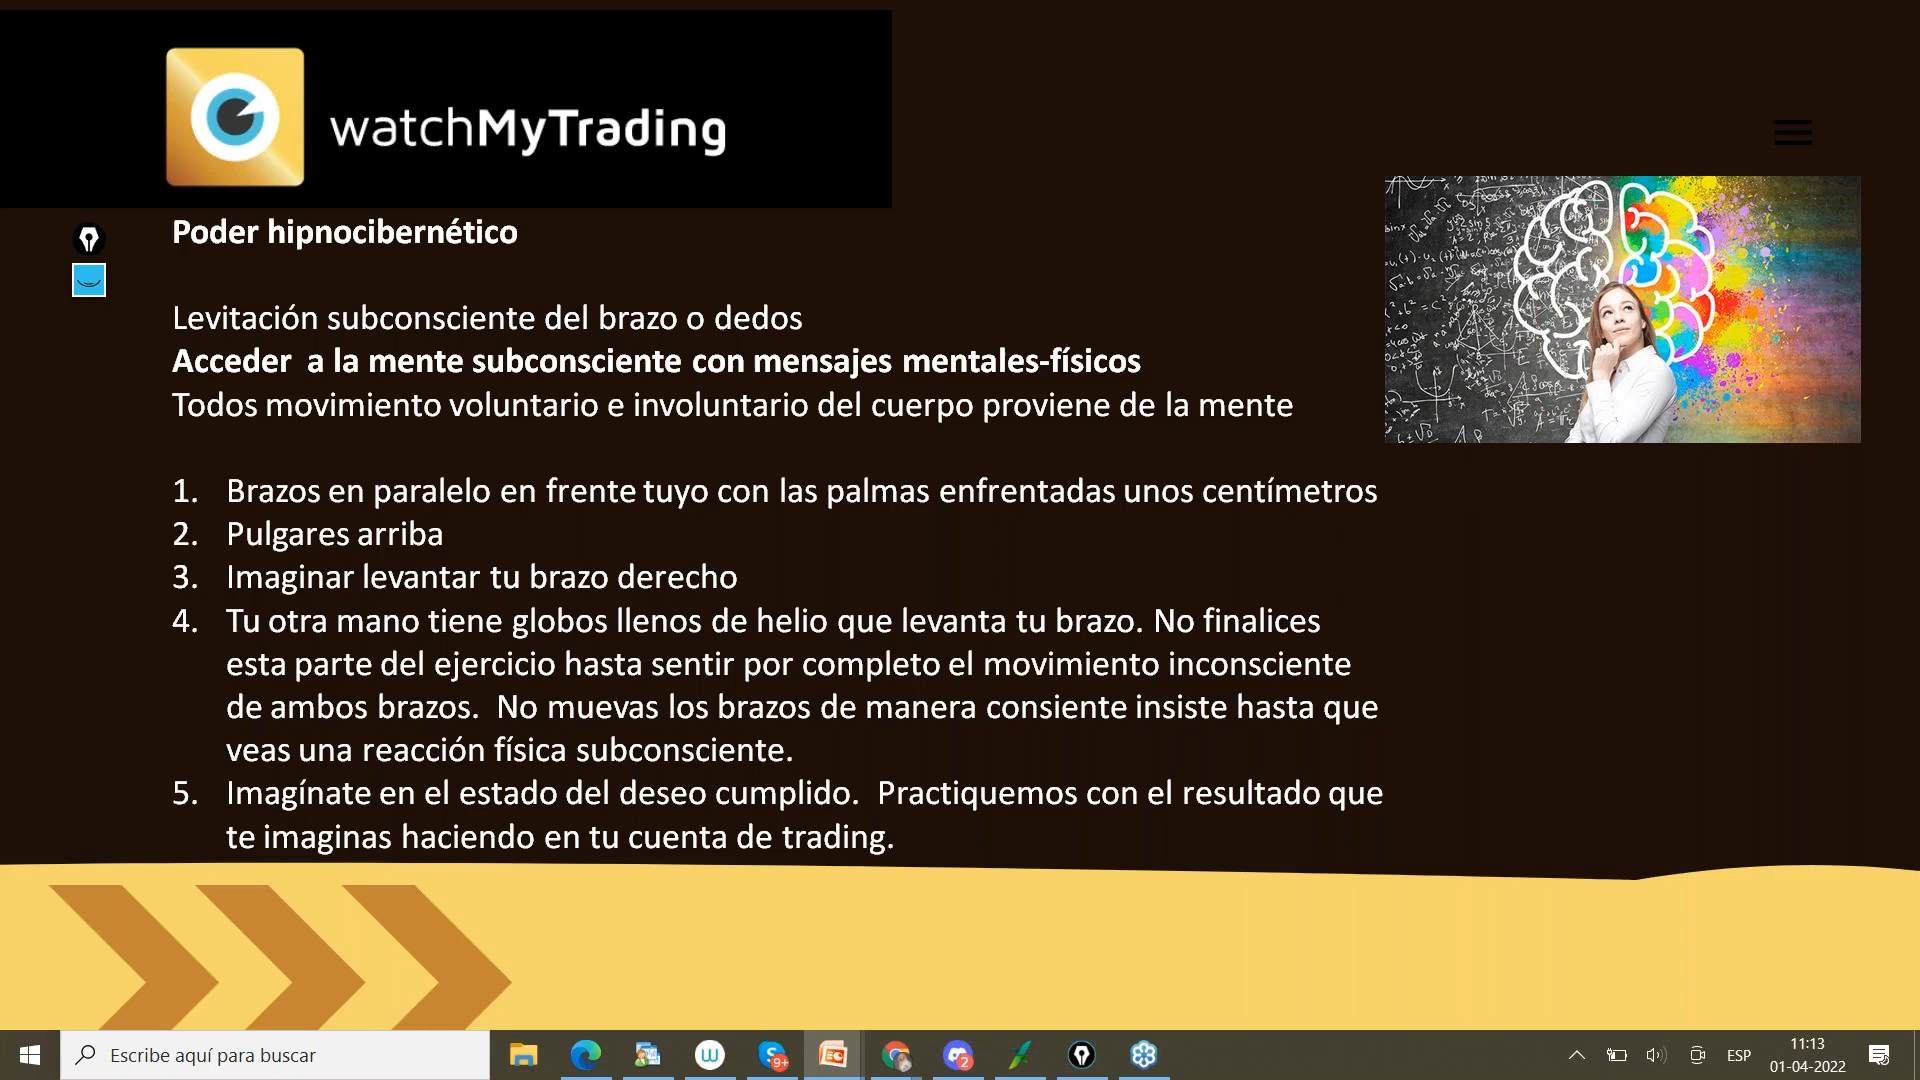 watchMyTrading
Poder hipnocibernético
Levitación subconsciente del brazo o dedos
Acceder a la mente subconsciente con mensajes mentales-físicos
Todos movimiento voluntario e involuntario del cuerpo proviene de la mente
1. Brazos en paralelo en frente tuyo con las palmas enfrentadas unos centímetros
2. Pulgares arriba
3. Imaginar levantar tu brazo derecho
4. Tu otra mano tiene globos llenos de helio que levanta tu brazo. No finalices
esta parte del ejercicio hasta sentir por completo el movimiento inconsciente
de ambos brazos. No muevas los brazos de manera consiente insiste hasta que
veas una reacción física subconsciente.
5. Imagínate en el estado del deseo cumplido. Practiquemos con el resultado que
te imaginas haciendo en tu cuenta de trading.
Escribe aquí para buscar
9+
2
ESP
11:13
01-04-2022